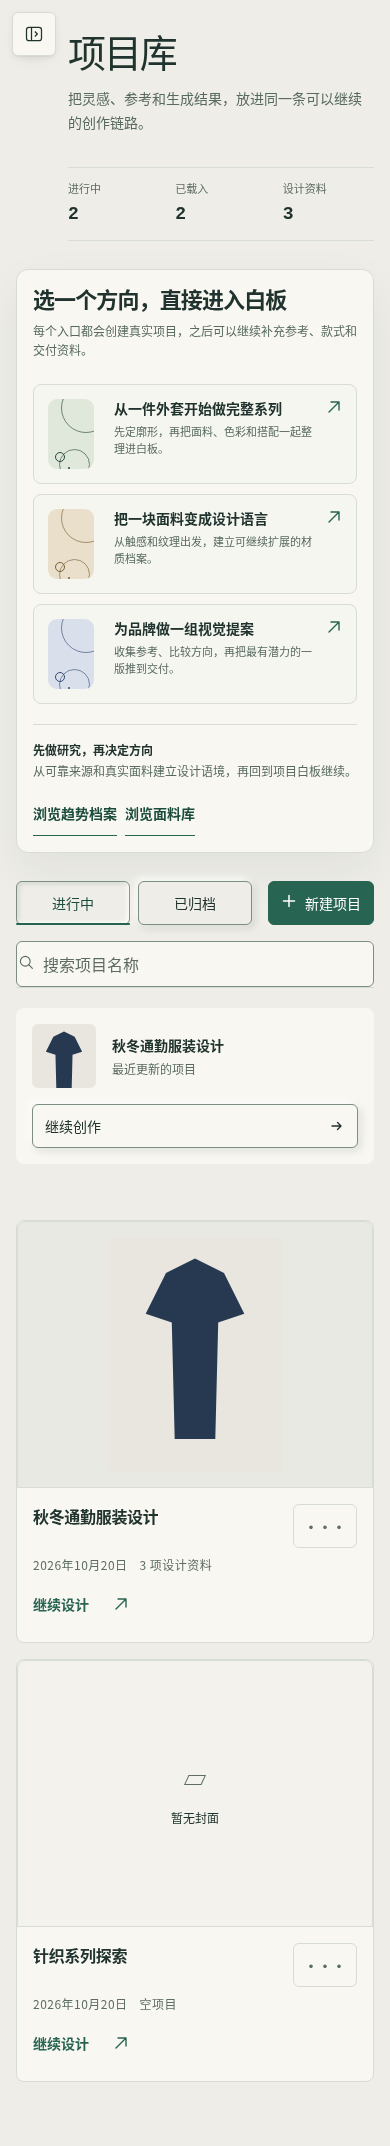 项目库
把灵感、参考和生成结果，放进同一条可以继续
的创作链路。
进行中 已载入 设计资料
2 2 3
选一个方向，直接进入白板
每个入口都会创建真实项目，之后可以继续补充参考、款式和
交付资料。
从一件外套开始做完整系列
先定廓形，再把面料、色彩和搭配一起整
理进白板。
把一块面料变成设计语言
从触感和纹理出发，建立可继续扩展的材
质档案。
为品牌做一组视觉提案
收集参考、比较方向，再把最有潜力的一
版推到交付。
先做研究，再决定方向
从可靠来源和真实面料建立设计语境，再回到项目白板继续。
浏览趋势档案 浏览面料库
进行中 已归档 新建项目
搜索项目名称
秋冬通勤服装设计
最近更新的项目
继续创作
秋冬通勤服装设计
2026年10月20日 3 项设计资料
继续设计
暂无封面
针织系列探索
2026年10月20日 空项目
继续设计